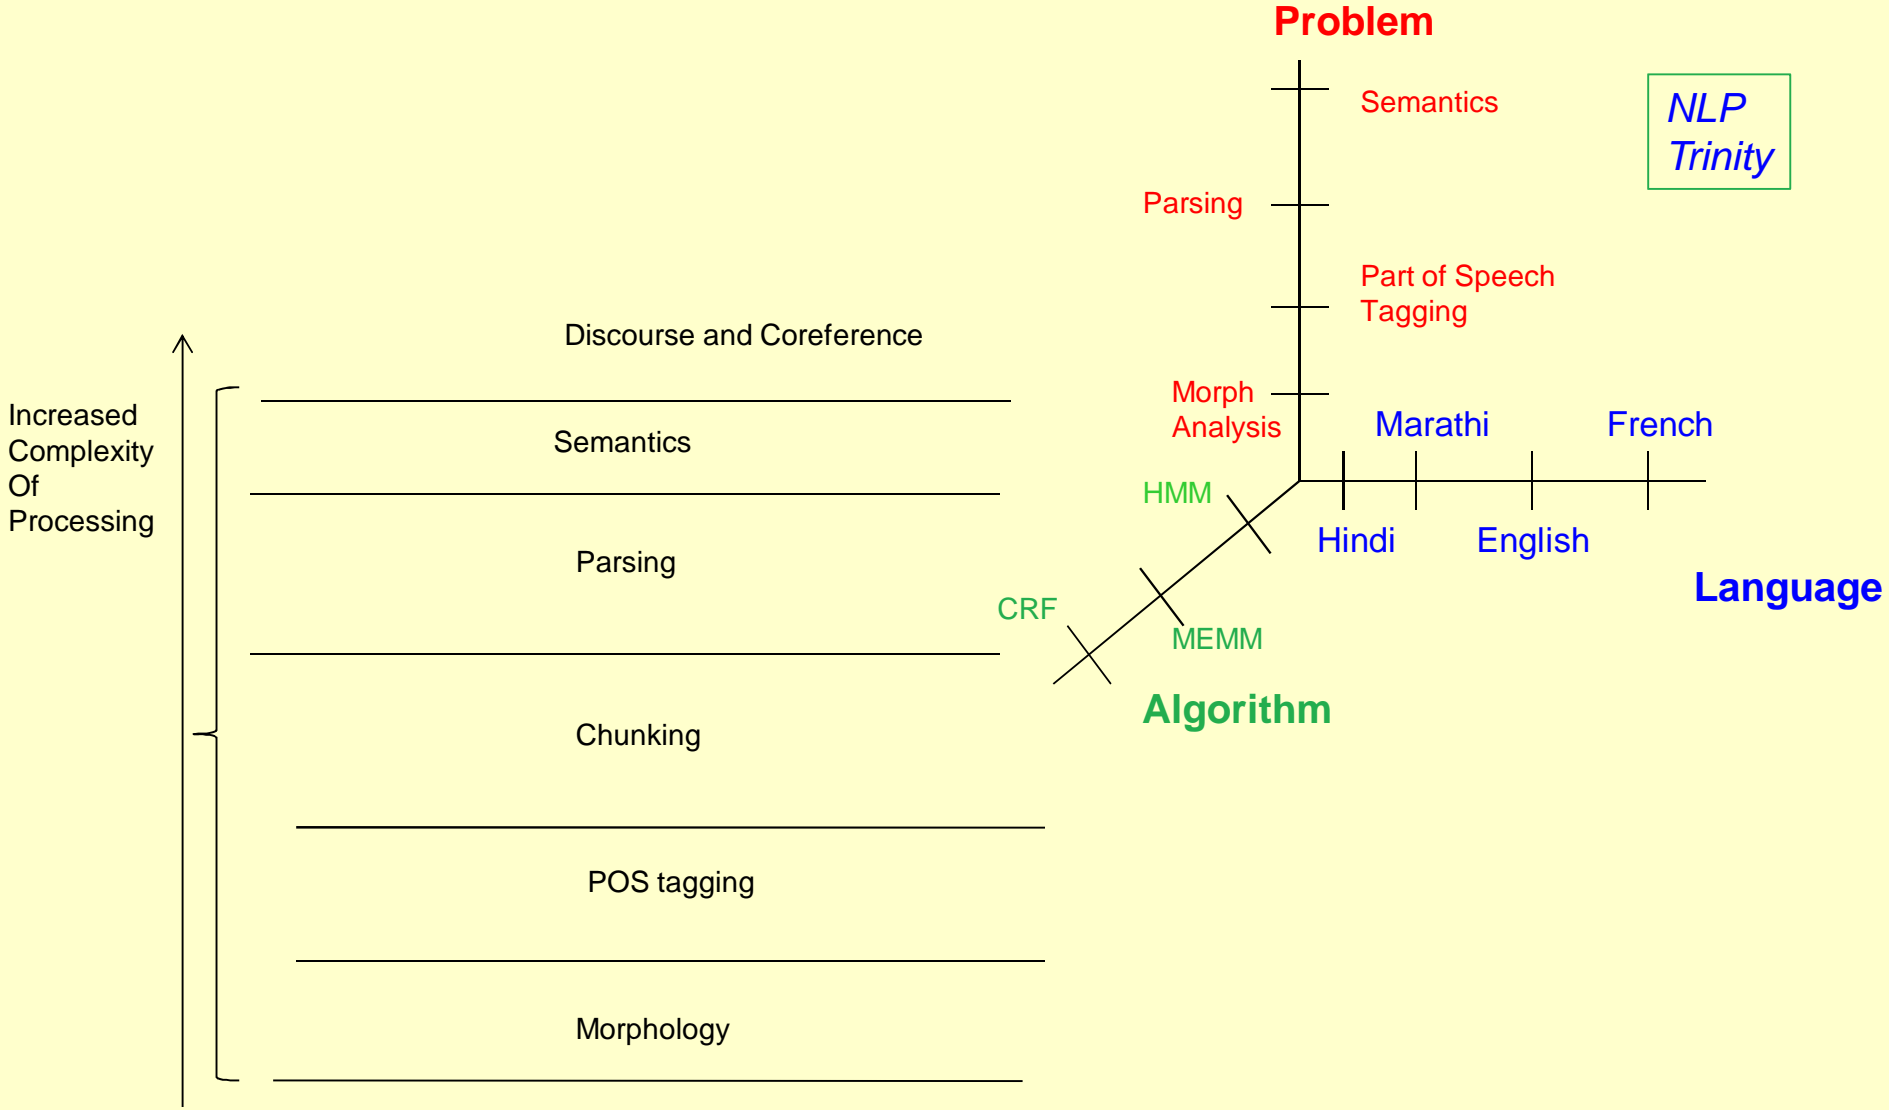 Problem
Semantics
NLP
Trinity
Parsing
Part of Speech
Tagging
Discourse and Coreference
Morph
Analysis
Increased
Complexity
Of
Processing
Marathi
French
Semantics
HMM
Hindi
English
Parsing
Language
CRF
MEMM
Algorithm
Chunking
POS tagging
Morphology